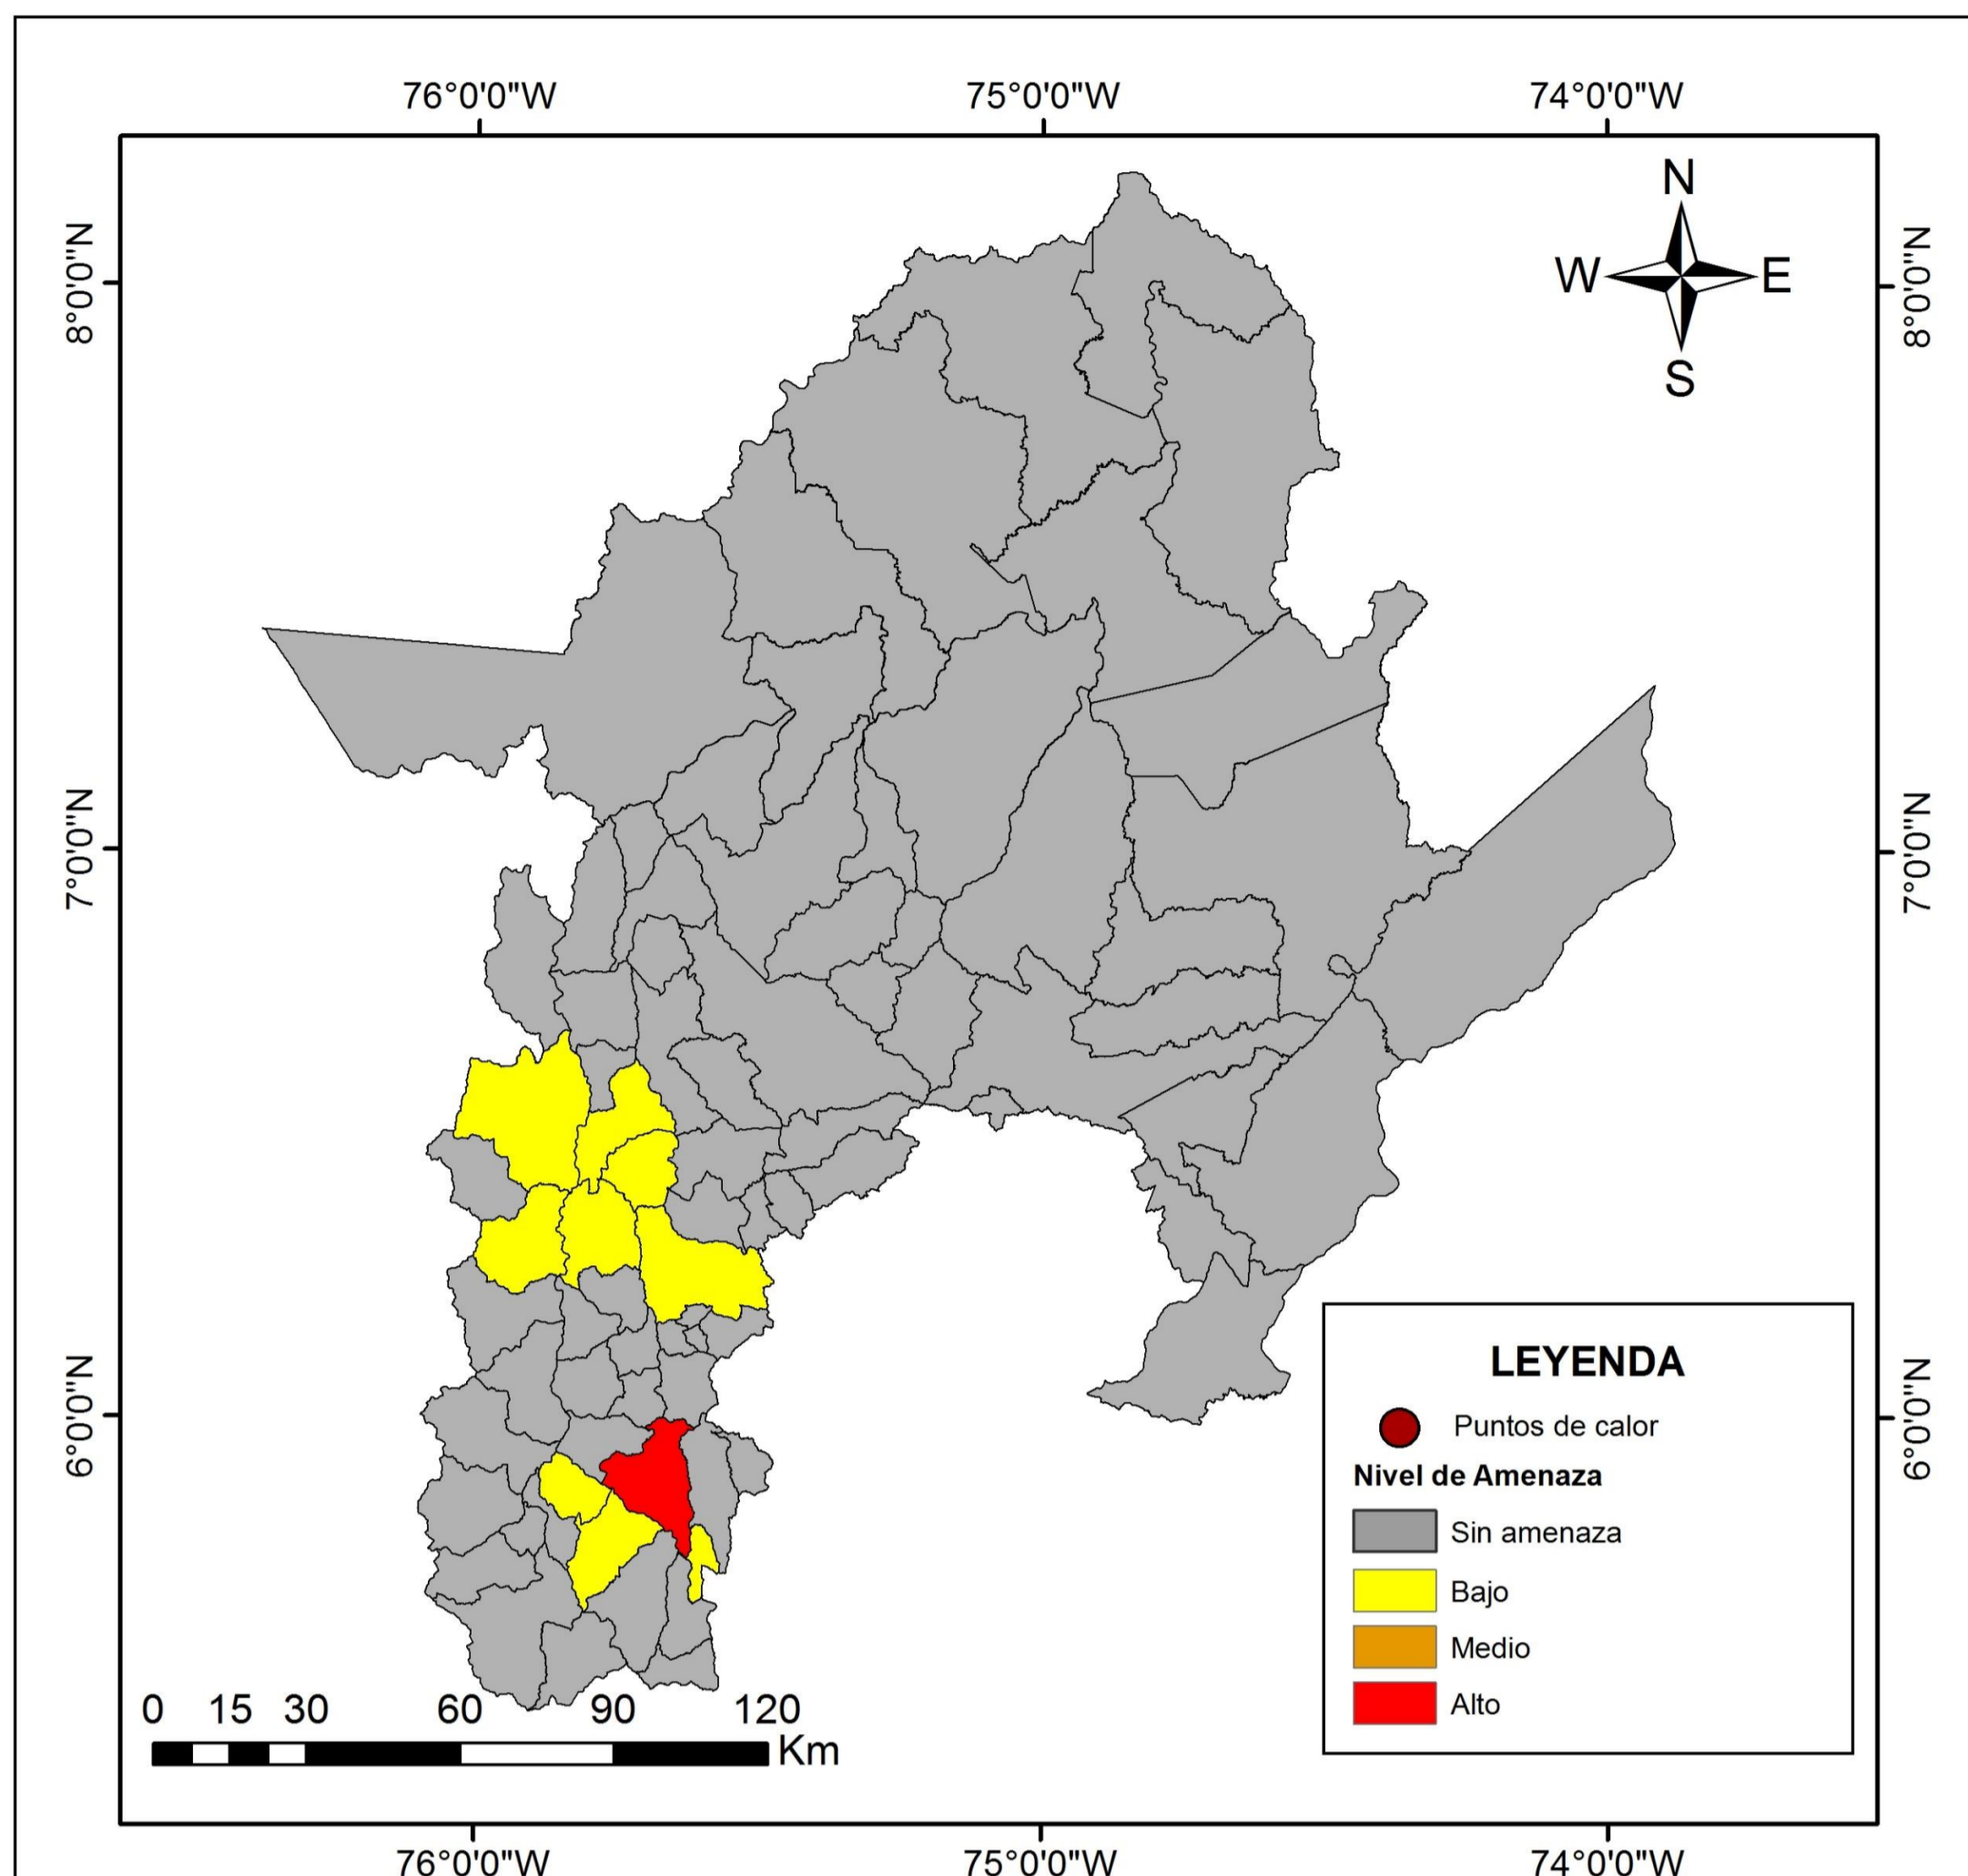 76°0'0"W 75°0'0"W 74°0'0"W
N
W E
S
8°0'0"N 8°0'0"N
7°0'0"N 7°0'0"N
6°0'0"N 6°0'0"N
LEYENDA
Puntos de calor
Nivel de Amenaza
Sin amenaza
Bajo
Medio
Alto
0 15 30 60 90 120
Km
76°0'0"W 75°0'0"W 74°0'0"W